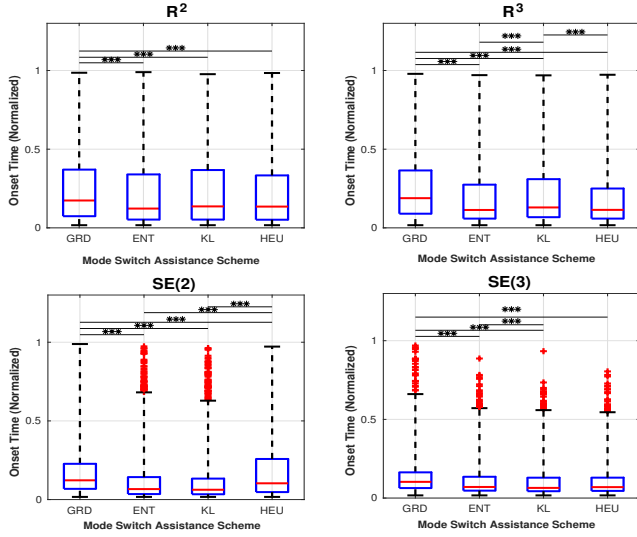 R²
***
***
***
Onset Time (Normalized)
1
0.5
0
GRD ENT KL HEU
Mode Switch Assistance Scheme
R³
*** ***
***
***
***
Onset Time (Normalized)
1
0.5
0
GRD ENT KL HEU
Mode Switch Assistance Scheme
SE(2)
***
***
***
***
***
Onset Time (Normalized)
1
0.5
0
GRD ENT KL HEU
Mode Switch Assistance Scheme
SE(3)
***
***
***
***
Onset Time (Normalized)
1
0.5
0
GRD ENT KL HEU
Mode Switch Assistance Scheme